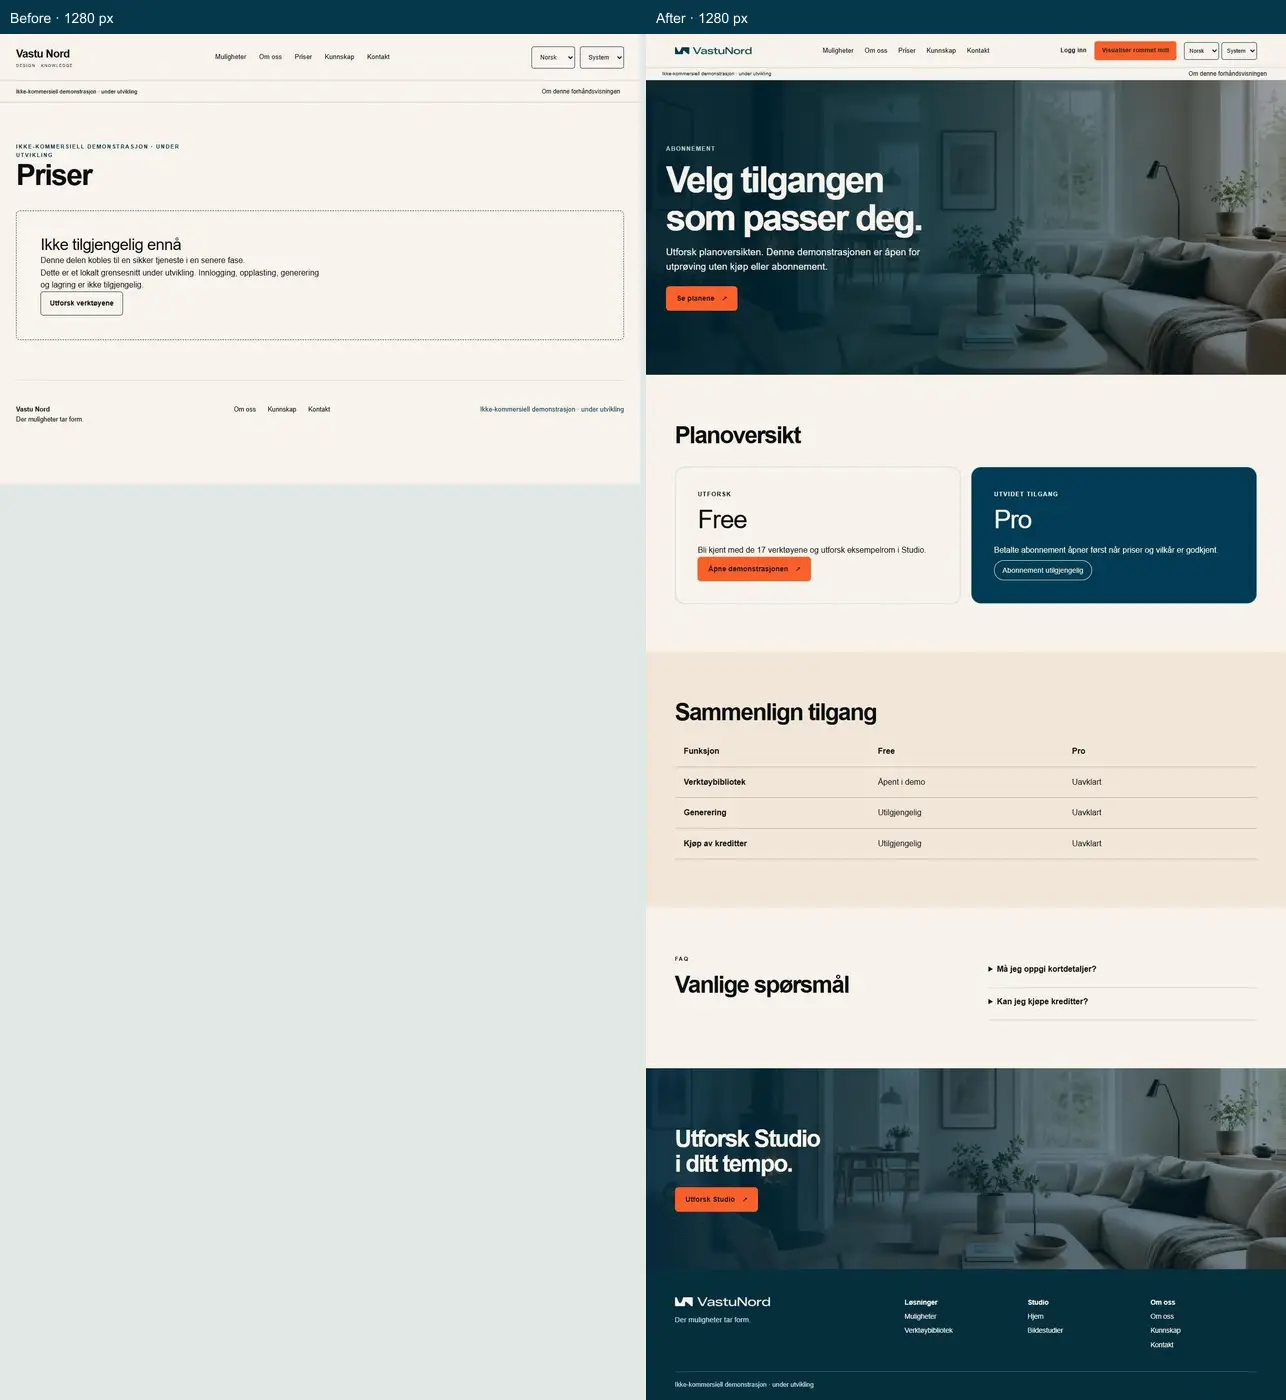 Before · 1280 px
Vastu Nord
DESIGN · KNOWLEDGE
Muligheter Om oss Priser Kunnskap Kontakt
Norsk System
Ikke-kommersiell demonstrasjon · under utvikling
Om denne forhåndsvisningen
IKKE-KOMMERSIELL DEMONSTRASJON · UNDER
UTVIKLING
Priser
Ikke tilgjengelig ennå
Denne delen kobles til en sikker tjeneste i en senere fase.
Dette er et lokalt grensesnitt under utvikling. Innlogging, opplasting, generering
og lagring er ikke tilgjengelig.
Utforsk verktøyene
Vastu Nord
Der muligheter tar form.
Om oss Kunnskap Kontakt
Ikke-kommersiell demonstrasjon · under utvikling
After · 1280 px
VastuNord
Muligheter Om oss Priser Kunnskap Kontakt
Logg inn
Visualiser rommet mitt
Norsk System
Ikke-kommersiell demonstrasjon · under utvikling
Om denne forhåndsvisningen
ABONNEMENT
Velg tilgangen
som passer deg.
Utforsk planoversikten. Denne demonstrasjonen er åpen for
utprøving uten kjøp eller abonnement.
Se planene ↗
Planoversikt
UTFORSK
Free
Bli kjent med de 17 verktøyene og utforsk eksempelrom i Studio.
Åpne demonstrasjonen ↗
UTVIDET TILGANG
Pro
Betalte abonnement åpner først når priser og vilkår er godkjent.
Abonnement utilgjengelig
Sammenlign tilgang
Funksjon Free Pro
Verktøybibliotek Åpent i demo Uavklart
Generering Utilgjengelig Uavklart
Kjøp av kreditter Utilgjengelig Uavklart
FAQ
Vanlige spørsmål
Må jeg oppgi kortdetaljer?
Kan jeg kjøpe kreditter?
Utforsk Studio
i ditt tempo.
Utforsk Studio ↗
VastuNord
Der muligheter tar form.
Løsninger
Muligheter
Verktøybibliotek
Studio
Hjem
Bildestudier
Om oss
Om oss
Kunnskap
Kontakt
Ikke-kommersiell demonstrasjon · under utvikling